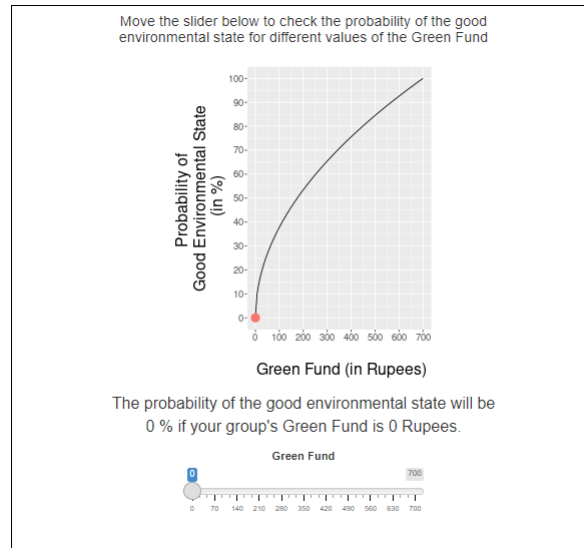 Move the slider below to check the probability of the good
environmental state for different values of the Green Fund
Probability of
Good Environmental State
(in %)
100
90
80
70
60
50
40
30
20
10
0
0 100 200 300 400 500 600 700
Green Fund (in Rupees)
The probability of the good environmental state will be
0 % if your group's Green Fund is 0 Rupees.
Green Fund
0 700
0 70 140 210 280 350 420 490 560 630 700